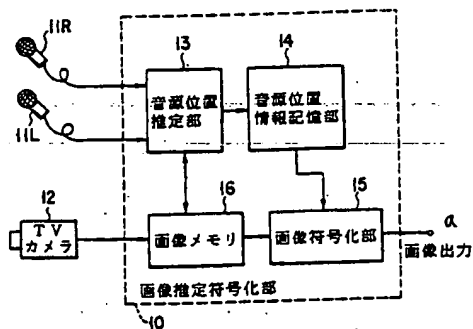 11R
11L
13
音源位置
推定部
14
音源位置
情報記憶部
12
TV
カメラ
16
画像メモリ
15
画像符号化部
a
画像出力
画像推定符号化部
10